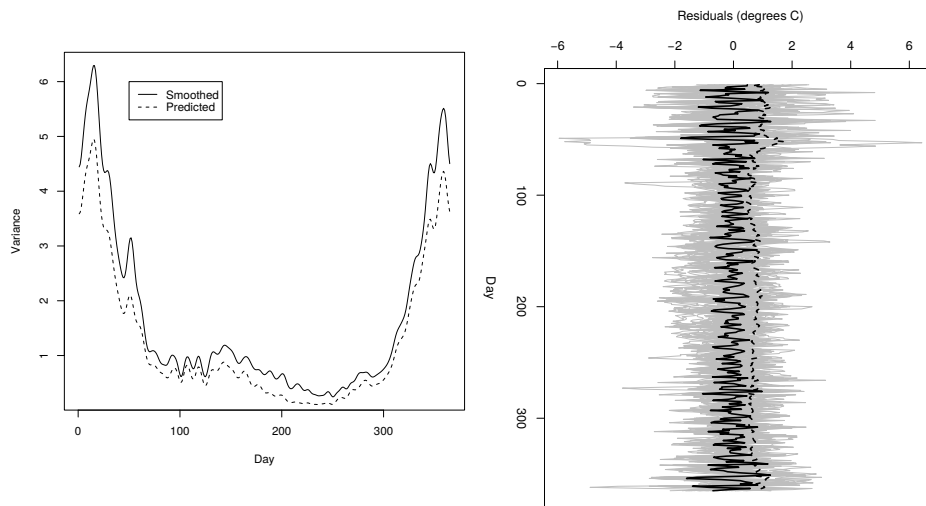 Smoothed
Predicted
6
5
4
3
2
1
Variance
0 100 200 300
Day
Residuals (degrees C)
−6 −4 −2 0 2 4 6
0
100
200
300
Day